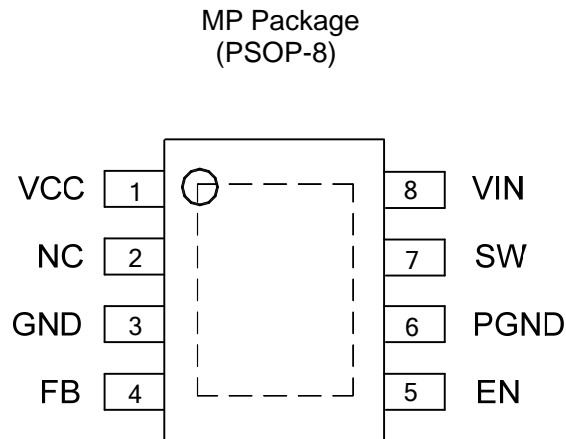 MP Package
(PSOP-8)
VCC 1 8 VIN
NC 2 7 SW
GND 3 6 PGND
FB 4 5 EN